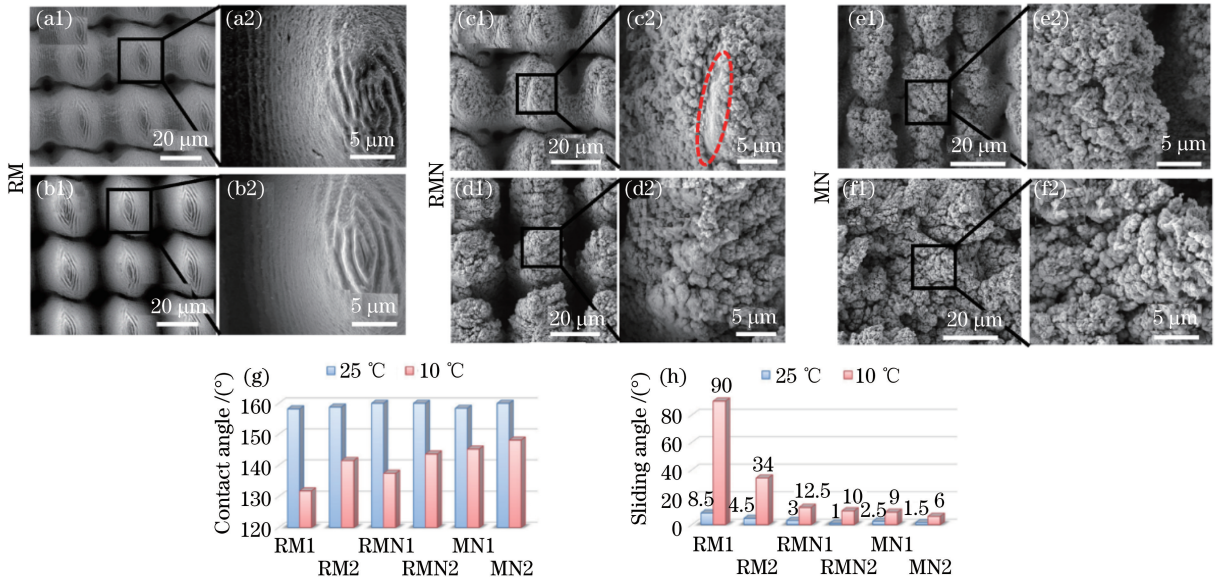 (a1)
(a2)
(c1)
(c2)
(e1)
(e2)
20 μm
5 μm
20 μm
5 μm
20 μm
5 μm
RM
RMN
MN
(b1)
(b2)
(d1)
(d2)
(f1)
(f2)
20 μm
5 μm
20 μm
5 μm
20 μm
5 μm
(g)
25 ℃
10 ℃
Contact angle /(°)
160
150
140
130
120
RM1
RM2
RMN1
RMN2
MN1
MN2
(h)
25 ℃
10 ℃
Sliding angle /(°)
80
60
40
20
0
8.5
90
4.5
34
3
12.5
1
10
2.5
9
1.5
6
RM1
RM2
RMN1
RMN2
MN1
MN2